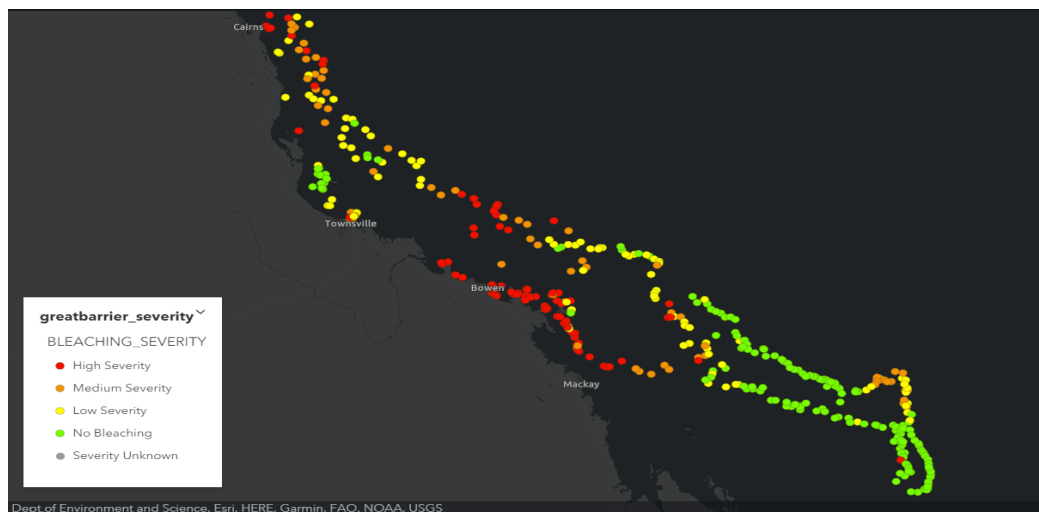 Cairns
Townsville
Bowen
Mackay
greatbarrier_severity
BLEACHING_SEVERITY
High Severity
Medium Severity
Low Severity
No Bleaching
Severity Unknown
Dept.of Environment and Science, Esri, HERE, Garmin, FAO, NOAA, USGS